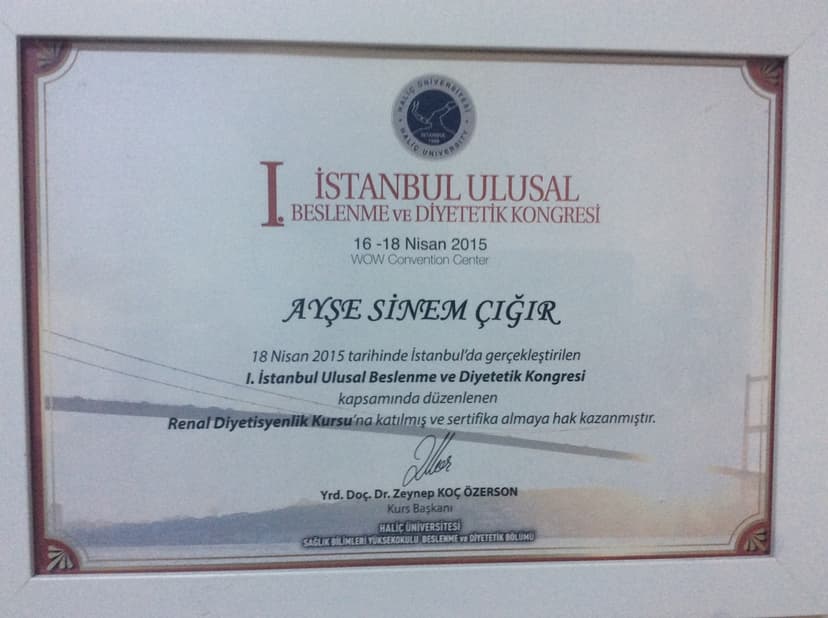 HALİÇ ÜNİVERSİTESİ
İSTANBUL
1998
HALİÇ UNIVERSITY
I. İSTANBUL ULUSAL
BESLENME VE DİYETETİK KONGRESİ
16 -18 Nisan 2015
WOW Convention Center
AYŞE SİNEM ÇIĞIR
18 Nisan 2015 tarihinde İstanbul'da gerçekleştirilen
I. İstanbul Ulusal Beslenme ve Diyetetik Kongresi
kapsamında düzenlenen
Renal Diyetisyenlik Kursu'na katılmış ve sertifika almaya hak kazanmıştır.
Yrd. Doç. Dr. Zeynep KOÇ ÖZERSON
Kurs Başkanı
HALİÇ ÜNİVERSİTESİ
SAĞLIK BİLİMLERİ YÜKSEKOKULU BESLENME ve DİYETETİK BÖLÜMÜ